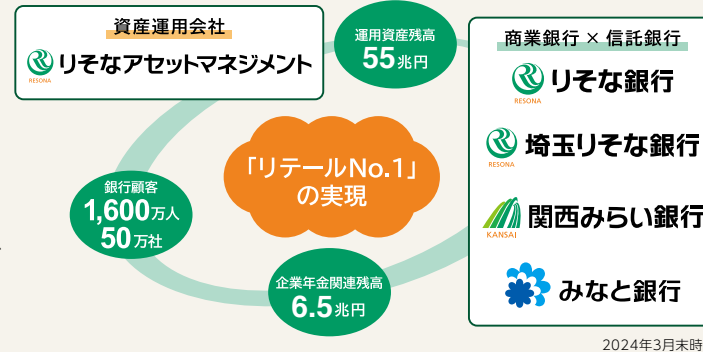 資産運用会社
RESONA
りそなアセットマネジメント
運用資産残高
55兆円
商業銀行×信託銀行
RESONA
りそな銀行
RESONA
埼玉りそな銀行
KANSAI
関西みらい銀行
みなと銀行
「リテールNo.1」
の実現
銀行顧客
1,600万人
50万社
企業年金関連残高
6.5兆円
2024年3月末時